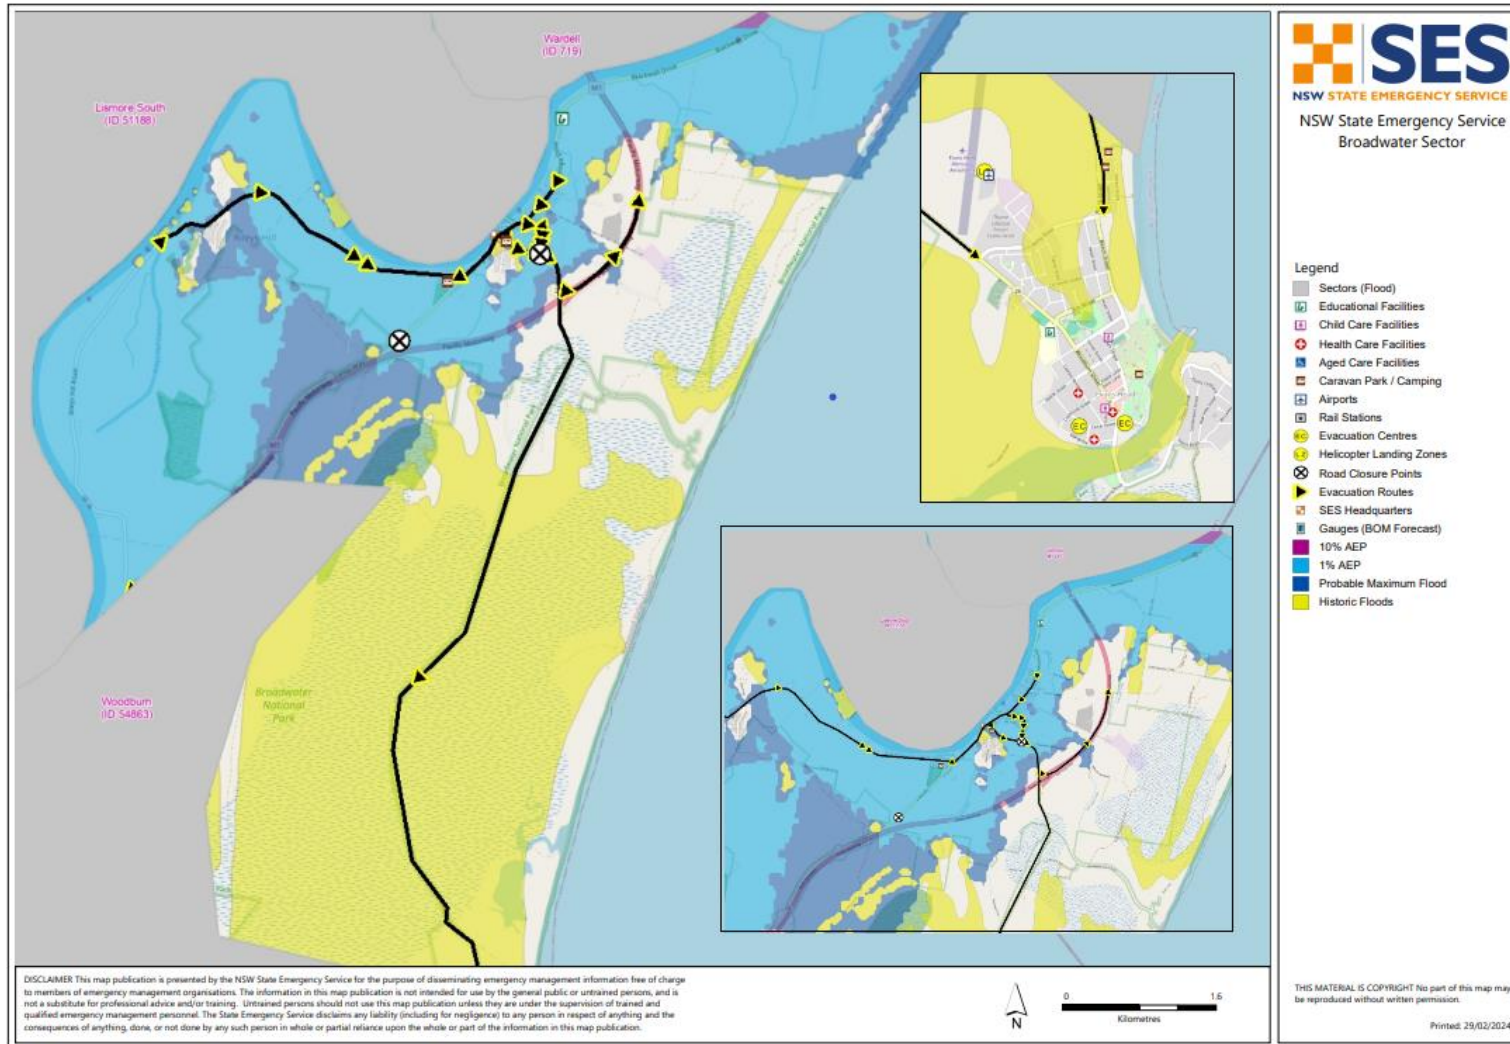 SES
NSW STATE EMERGENCY SERVICE
NSW State Emergency Service
Broadwater Sector
Wardell
(ID 719)
Lismore South
(ID 51188)
Woodburn
(ID 54863)
Broadwater
National
Park
Legend
Sectors (Flood)
Educational Facilities
Child Care Facilities
Health Care Facilities
Aged Care Facilities
Caravan Park / Camping
Airports
Rail Stations
EC
Evacuation Centres
LZ
Helicopter Landing Zones
Road Closure Points
Evacuation Routes
SES Headquarters
Gauges (BOM Forecast)
10% AEP
1% AEP
Probable Maximum Flood
Historic Floods
EC
EC
DISCLAIMER This map publication is presented by the NSW State Emergency Service for the purpose of disseminating emergency management information free of charge
to members of emergency management organisations. The information in this map publication is not intended for use by the general public or untrained persons, and is
not a substitute for professional advice and/or training. Untrained persons should not use this map publication unless they are under the supervision of trained and
qualified emergency management personnel. The State Emergency Service disclaims any liability (including for negligence) to any person in respect of anything and the
consequences of anything, done, or not done by any such person in whole or partial reliance upon the whole or part of the information in this map publication.
N
0 1.6
Kilometres
THIS MATERIAL IS COPYRIGHT No part of this map may
be reproduced without written permission.
Printed: 29/02/2024